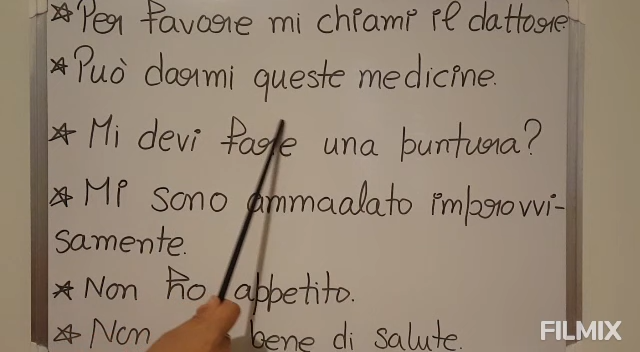 ☆ Per favore mi chiami il dattore
☆ Può darmi queste medicine.
☆ Mi devi fare una puntura?
☆ Mi sono ammaalato improvvi-
samente.
☆ Non ho appetito.
☆ Non bene di salute.
FILMIX